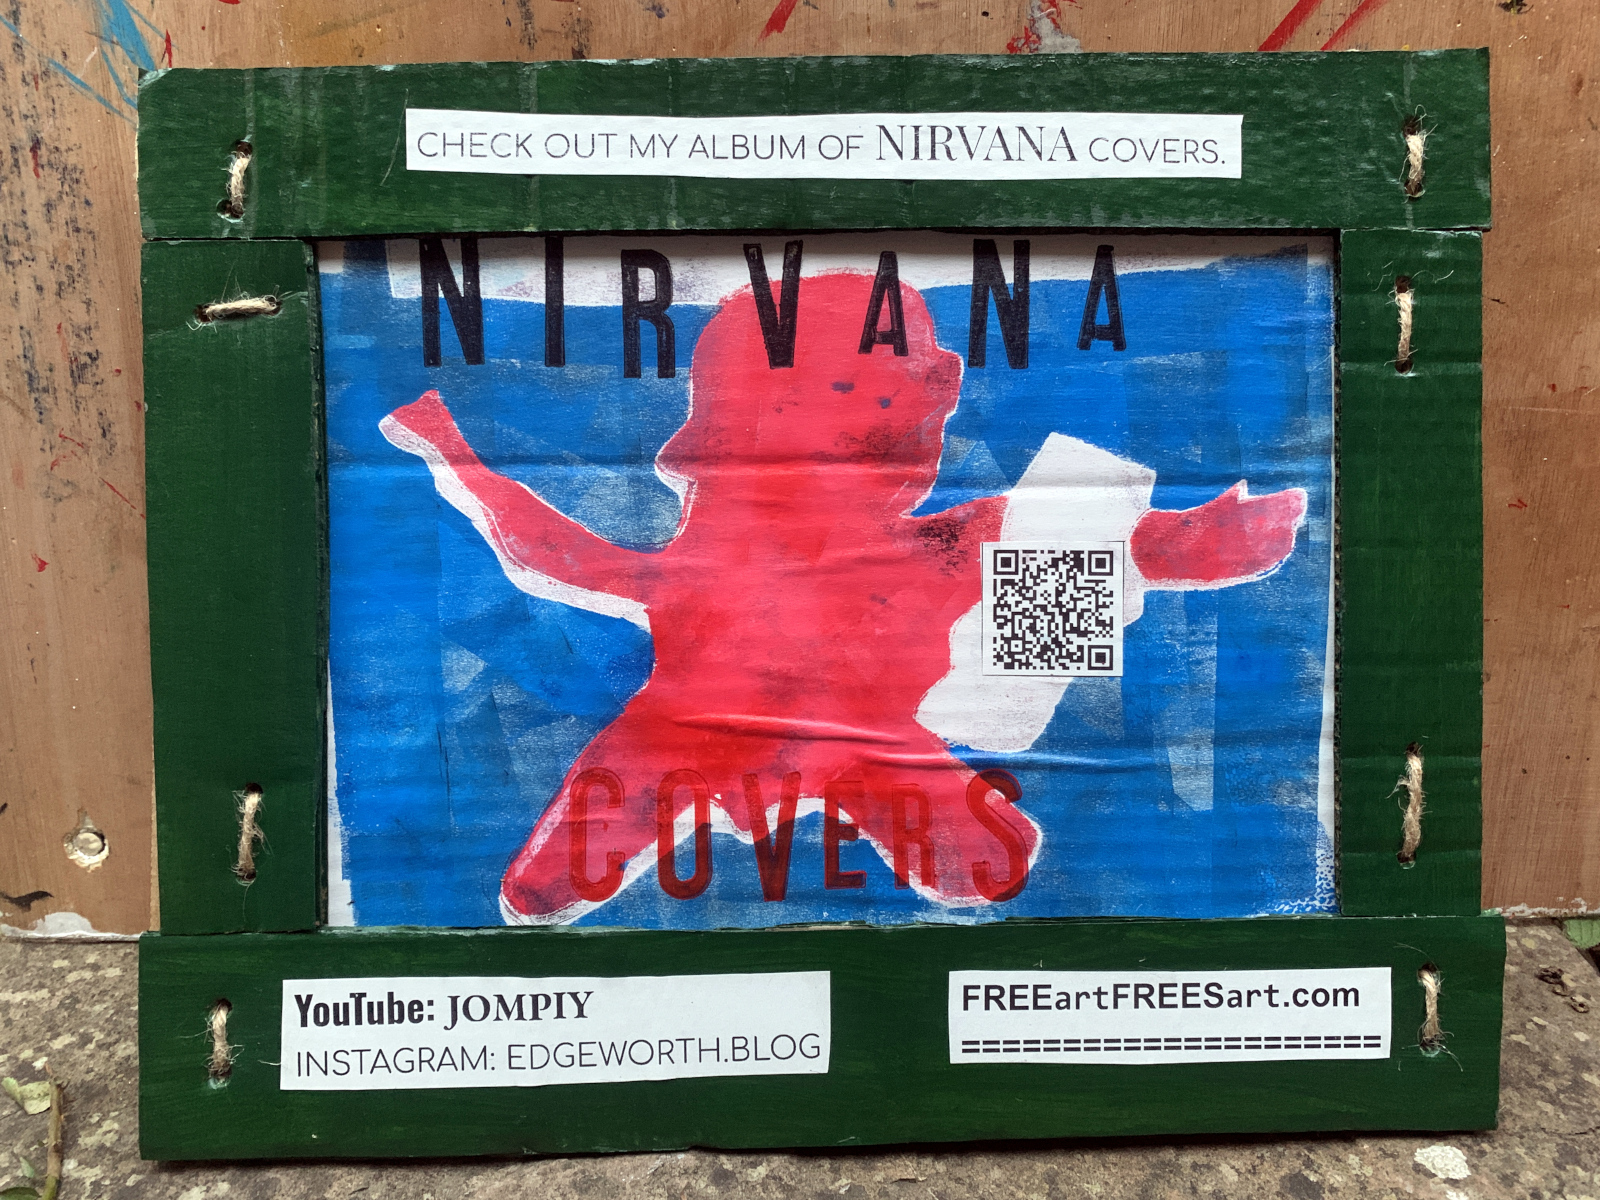 CHECK OUT MY ALBUM OF NIRVANA COVERS.
NIRVANA
COVERS
YouTube: JOMPIY
INSTAGRAM: EDGEWORTH.BLOG
FREEartFREESart.com
=====================